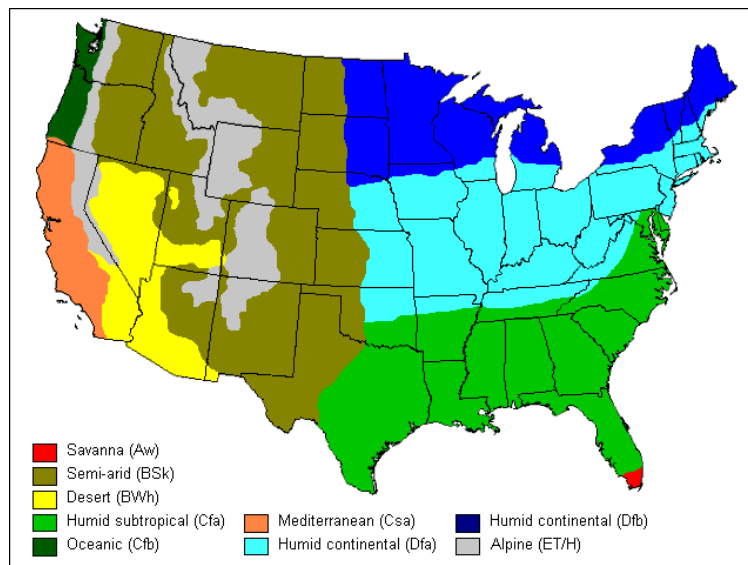 Savanna (Aw)
Semi-arid (BSk)
Desert (BWh)
Humid subtropical (Cfa)
Oceanic (Cfb)
Mediterranean (Csa)
Humid continental (Dfa)
Humid continental (Dfb)
Alpine (ET/H)